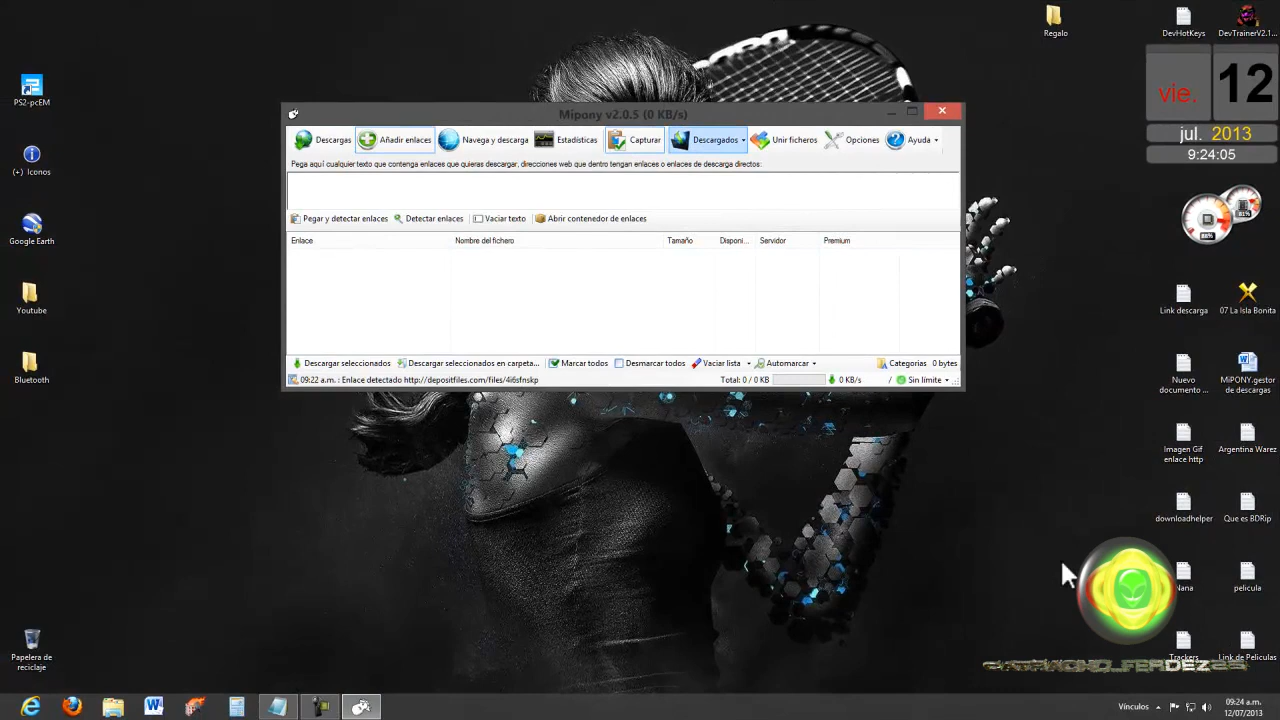 PS2-pcEM
(+) Iconos
Google Earth
Youtube
Bluetooth
Papelera de
reciclaje
Mipony v2.0.5 (0 KB/s)
Descargas
Añadir enlaces
Navega y descarga
Estadísticas
Capturar
Descargados
Unir ficheros
Opciones
Ayuda
Pega aquí cualquier texto que contenga enlaces que quieras descargar, direcciones web que dentro tengan enlaces o enlaces de descarga directos:
Pegar y detectar enlaces
Detectar enlaces
Vaciar texto
Abrir contenedor de enlaces
Enlace
Nombre del fichero
Tamaño
Disponi...
Servidor
Premium
Descargar seleccionados
Descargar seleccionados en carpeta...
Marcar todos
Desmarcar todos
Vaciar lista
Automarcar
Categorías
0 bytes
09:22 a.m. : Enlace detectado http://depositfiles.com/files/4i6sfnskp
Total: 0 / 0 KB
0 KB/s
/
Sin límite
Regalo
DevHotKeys
DevTrainerV2.1...
vie.
12
jul. 2013
9:24:05
88%
81%
Link descarga
07 La Isla Bonita
Nuevo
documento ...
MiPONY.gestor
de descargas
Imagen Gif
enlace http
Argentina Warez
downloadhelper
Que es BDRip
Nana
pelicula
Trackers
Link de Peliculas
Vínculos
09:24 a.m.
12/07/2013